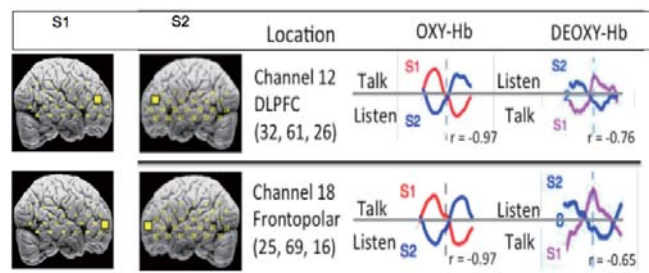 S1 S2 Location OXY-Hb DEOXY-Hb
Channel 12
DLPFC
(32, 61, 26)
Talk
Listen
S1
S2
r = -0.97
Listen
Talk
S2
S1
r = -0.76
Channel 18
Frontopolar
(25, 69, 16)
Talk
Listen
S1
S2
r = -0.97
Listen
Talk
S2
0
S1
r = -0.65